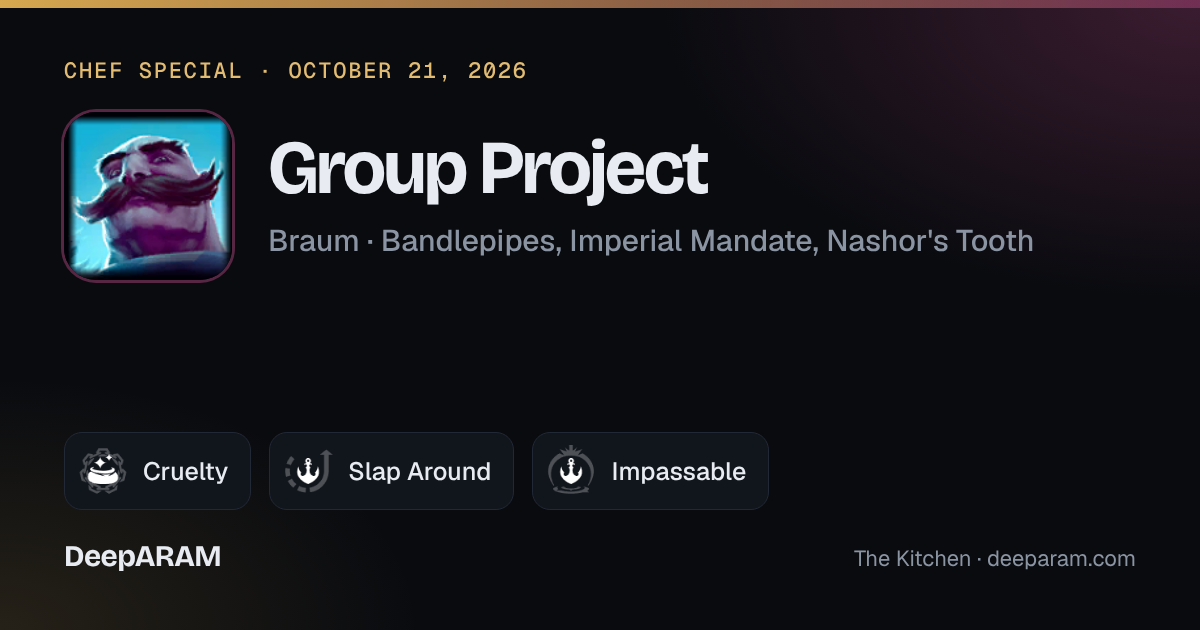 CHEF SPECIAL · OCTOBER 21, 2026
Group Project
Braum · Bandlepipes, Imperial Mandate, Nashor's Tooth
Cruelty
Slap Around
Impassable
DeepARAM
The Kitchen · deeparam.com